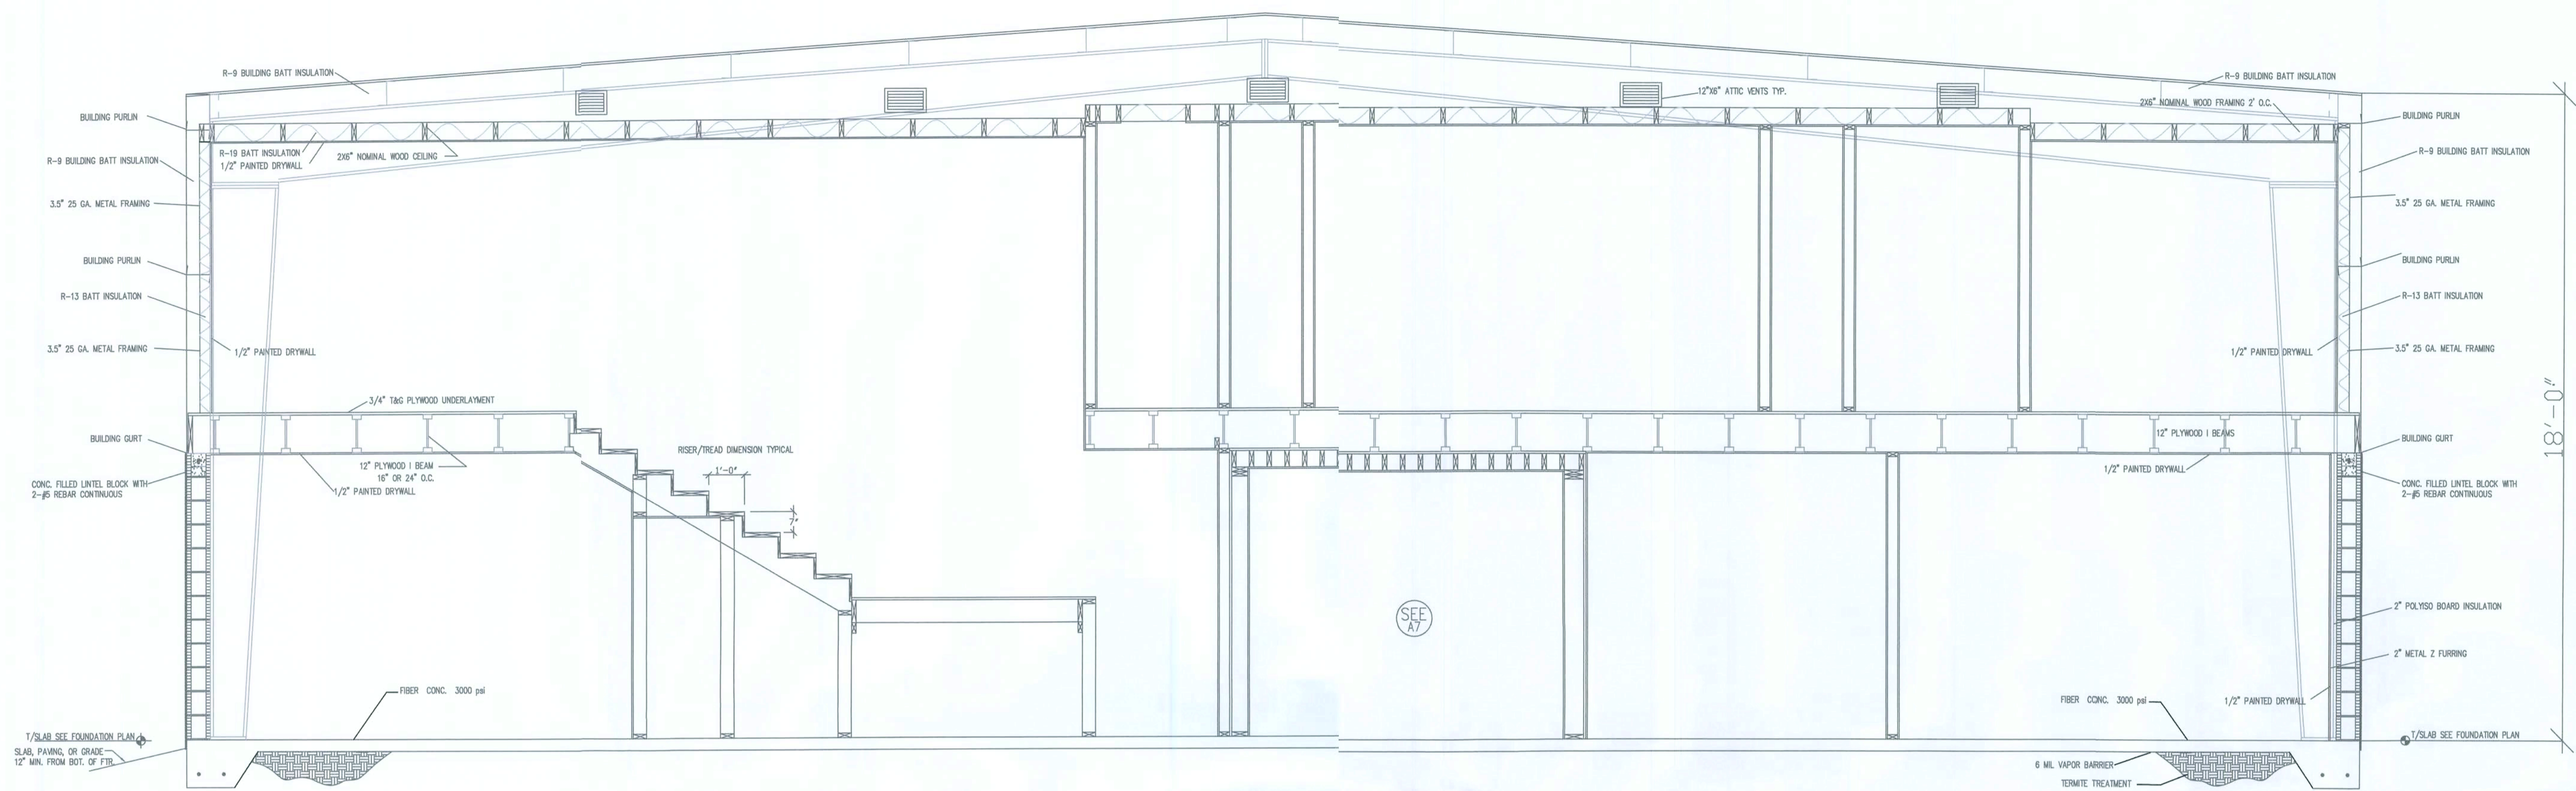 R-9 BUILDING BATT INSULATION
BUILDING PURLIN
R-9 BUILDING BATT INSULATION
R-19 BATT INSULATION
1/2" PAINTED DRYWALL
2X6" NOMINAL WOOD CEILING
3.5" 25 GA. METAL FRAMING
BUILDING PURLIN
R-13 BATT INSULATION
3.5" 25 GA. METAL FRAMING
1/2" PAINTED DRYWALL
3/4" T&G PLYWOOD UNDERLAYMENT
BUILDING GURT
12" PLYWOOD I BEAM
16" OR 24" O.C.
1/2" PAINTED DRYWALL
CONC. FILLED LINTEL BLOCK WITH
2-#5 REBAR CONTINUOUS
RISER/TREAD DIMENSION TYPICAL
1'-0"
7"
FIBER CONC. 3000 psi
T/SLAB SEE FOUNDATION PLAN
SLAB, PAVING, OR GRADE
12" MIN. FROM BOT. OF FTR.
12"X6" ATTIC VENTS TYP.
R-9 BUILDING BATT INSULATION
2X6" NOMINAL WOOD FRAMING 2' O.C.
BUILDING PURLIN
R-9 BUILDING BATT INSULATION
3.5" 25 GA. METAL FRAMING
BUILDING PURLIN
R-13 BATT INSULATION
1/2" PAINTED DRYWALL
3.5" 25 GA. METAL FRAMING
18'-0"
12" PLYWOOD I BEAMS
BUILDING GURT
1/2" PAINTED DRYWALL
CONC. FILLED LINTEL BLOCK WITH
2-#5 REBAR CONTINUOUS
SEE
A7
2" POLYISO BOARD INSULATION
2" METAL Z FURRING
FIBER CONC. 3000 psi
1/2" PAINTED DRYWALL
T/SLAB SEE FOUNDATION PLAN
6 MIL VAPOR BARRIER
TERMITE TREATMENT